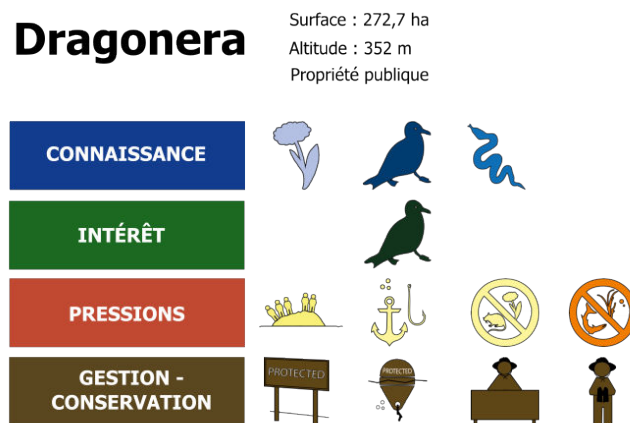 Dragonera
Surface : 272,7 ha
Altitude : 352 m
Propriété publique
CONNAISSANCE
INTÉRÊT
PRESSIONS
GESTION -
CONSERVATION
PROTECTED
PROTECTED